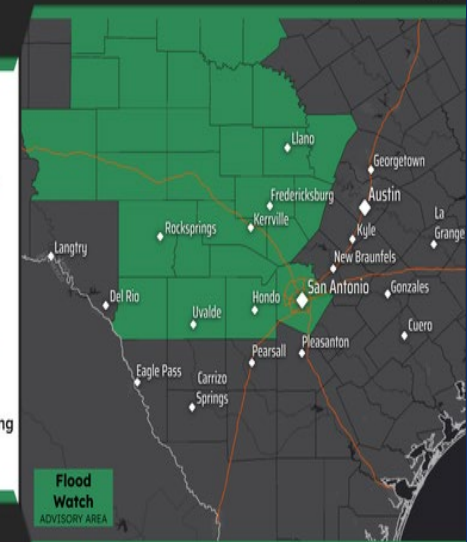 Llano
Georgetown
Fredericksburg
Austin
Kerrville
Rocksprings
Kyle
La
Grange
Langtry
New Braunfels
San Antonio
Del Rio
Hondo
Gonzales
Uvalde
Cuero
Pearsall
Pleasanton
Eagle Pass
Carrizo
Springs
ng
Flood
Watch
ADVISORY AREA